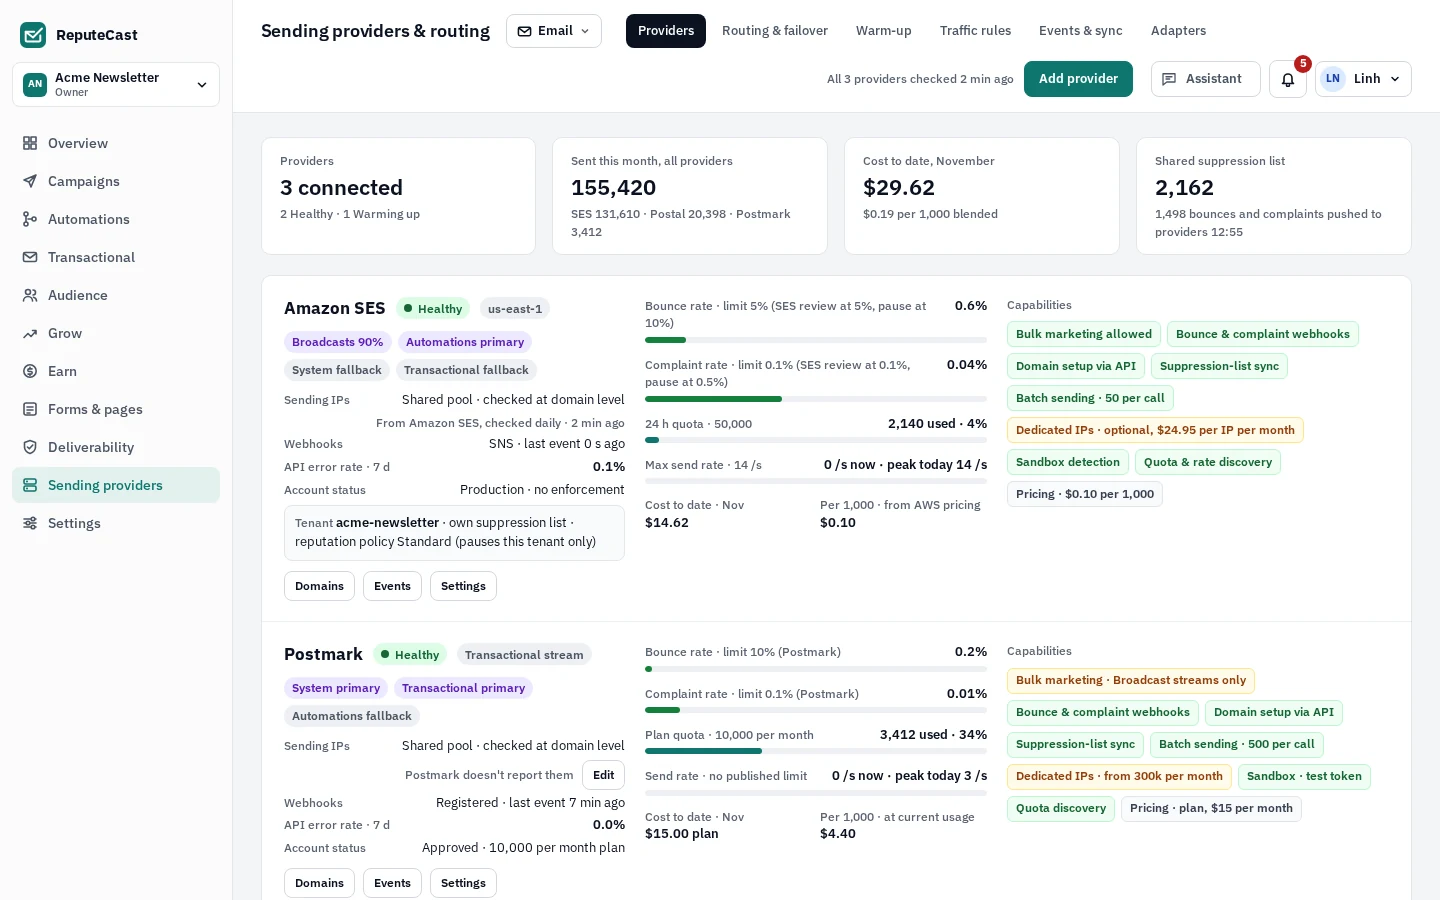 ReputeCast
AN
Acme Newsletter
Owner
Overview
Campaigns
Automations
Transactional
Audience
Grow
Earn
Forms & pages
Deliverability
Sending providers
Settings
Sending providers & routing
Email
Providers
Routing & failover
Warm-up
Traffic rules
Events & sync
Adapters
All 3 providers checked 2 min ago
Add provider
Assistant
5
LN
Linh
Providers
3 connected
2 Healthy · 1 Warming up
Sent this month, all providers
155,420
SES 131,610 · Postal 20,398 · Postmark
3,412
Cost to date, November
$29.62
$0.19 per 1,000 blended
Shared suppression list
2,162
1,498 bounces and complaints pushed to
providers 12:55
Amazon SES
Healthy
us-east-1
Broadcasts 90%
Automations primary
System fallback
Transactional fallback
Sending IPs
Shared pool · checked at domain level
From Amazon SES, checked daily · 2 min ago
Webhooks
SNS · last event 0 s ago
API error rate · 7 d
0.1%
Account status
Production · no enforcement
Tenant acme-newsletter · own suppression list ·
reputation policy Standard (pauses this tenant only)
Domains
Events
Settings
Bounce rate · limit 5% (SES review at 5%, pause at
10%)
0.6%
Complaint rate · limit 0.1% (SES review at 0.1%,
pause at 0.5%)
0.04%
24 h quota · 50,000
2,140 used · 4%
Max send rate · 14 /s
0 /s now · peak today 14 /s
Cost to date · Nov
$14.62
Per 1,000 · from AWS pricing
$0.10
Capabilities
Bulk marketing allowed
Bounce & complaint webhooks
Domain setup via API
Suppression-list sync
Batch sending · 50 per call
Dedicated IPs · optional, $24.95 per IP per month
Sandbox detection
Quota & rate discovery
Pricing · $0.10 per 1,000
Postmark
Healthy
Transactional stream
System primary
Transactional primary
Automations fallback
Sending IPs
Shared pool · checked at domain level
Postmark doesn't report them
Edit
Webhooks
Registered · last event 7 min ago
API error rate · 7 d
0.0%
Account status
Approved · 10,000 per month plan
Domains
Events
Settings
Bounce rate · limit 10% (Postmark)
0.2%
Complaint rate · limit 0.1% (Postmark)
0.01%
Plan quota · 10,000 per month
3,412 used · 34%
Send rate · no published limit
0 /s now · peak today 3 /s
Cost to date · Nov
$15.00 plan
Per 1,000 · at current usage
$4.40
Capabilities
Bulk marketing · Broadcast streams only
Bounce & complaint webhooks
Domain setup via API
Suppression-list sync
Batch sending · 500 per call
Dedicated IPs · from 300k per month
Sandbox · test token
Quota discovery
Pricing · plan, $15 per month